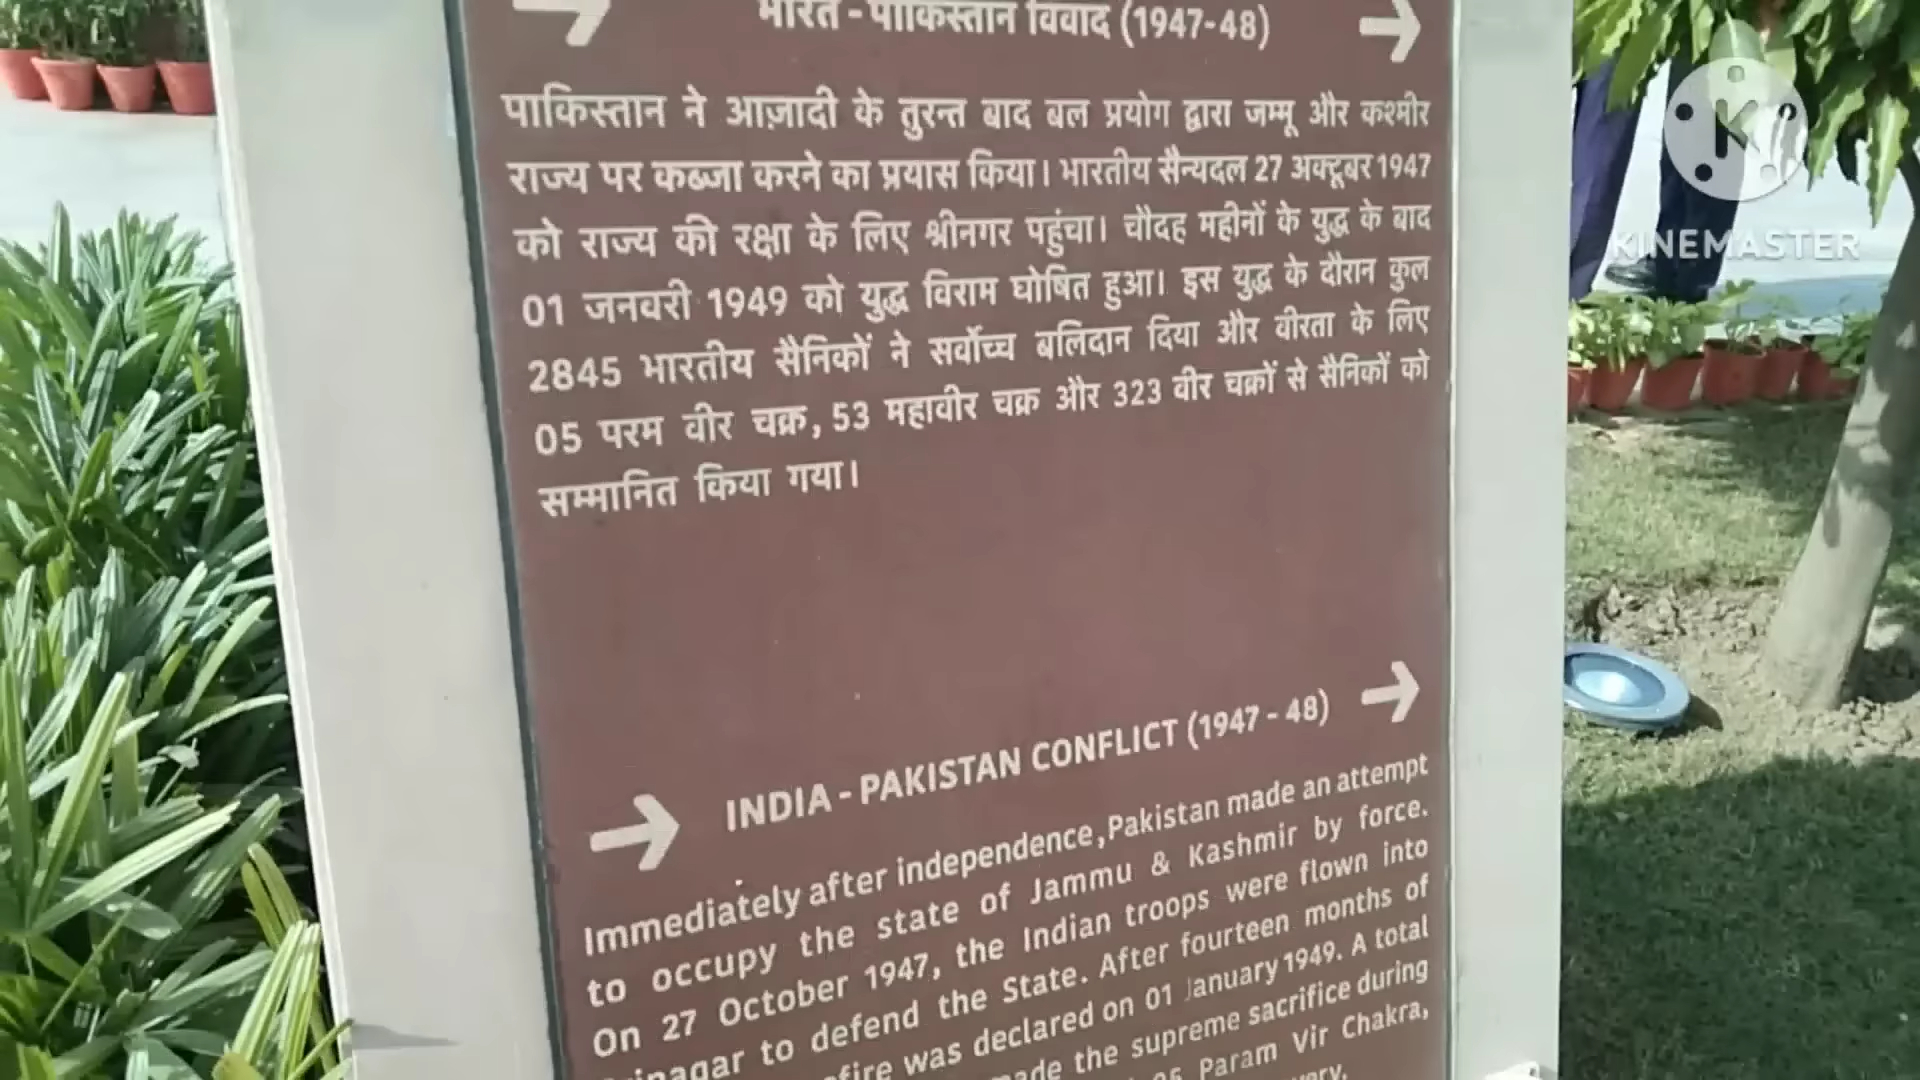 भारत - पाकिस्तान विवाद (1947-48)
पाकिस्तान ने आज़ादी के तुरन्त बाद बल प्रयोग द्वारा जम्मू और कश्मीर
राज्य पर कब्जा करने का प्रयास किया। भारतीय सैन्यदल 27 अक्टूबर 1947
को राज्य की रक्षा के लिए श्रीनगर पहुंचा। चौदह महीनों के युद्ध के बाद
01 जनवरी 1949 को युद्ध विराम घोषित हुआ। इस युद्ध के दौरान कुल
2845 भारतीय सैनिकों ने सर्वोच्च बलिदान दिया और वीरता के लिए
05 परम वीर चक्र, 53 महावीर चक्र और 323 वीर चक्रों से सैनिकों को
सम्मानित किया गया।
INDIA - PAKISTAN CONFLICT (1947 - 48)
Immediately after independence, Pakistan made an attempt
to occupy the state of Jammu & Kashmir by force.
On 27 October 1947, the Indian troops were flown into
to defend the State. After fourteen months of
was declared on 01 January 1949. A total
the supreme sacrifice during
05 Param Vir Chakra,
K
KINEMASTER